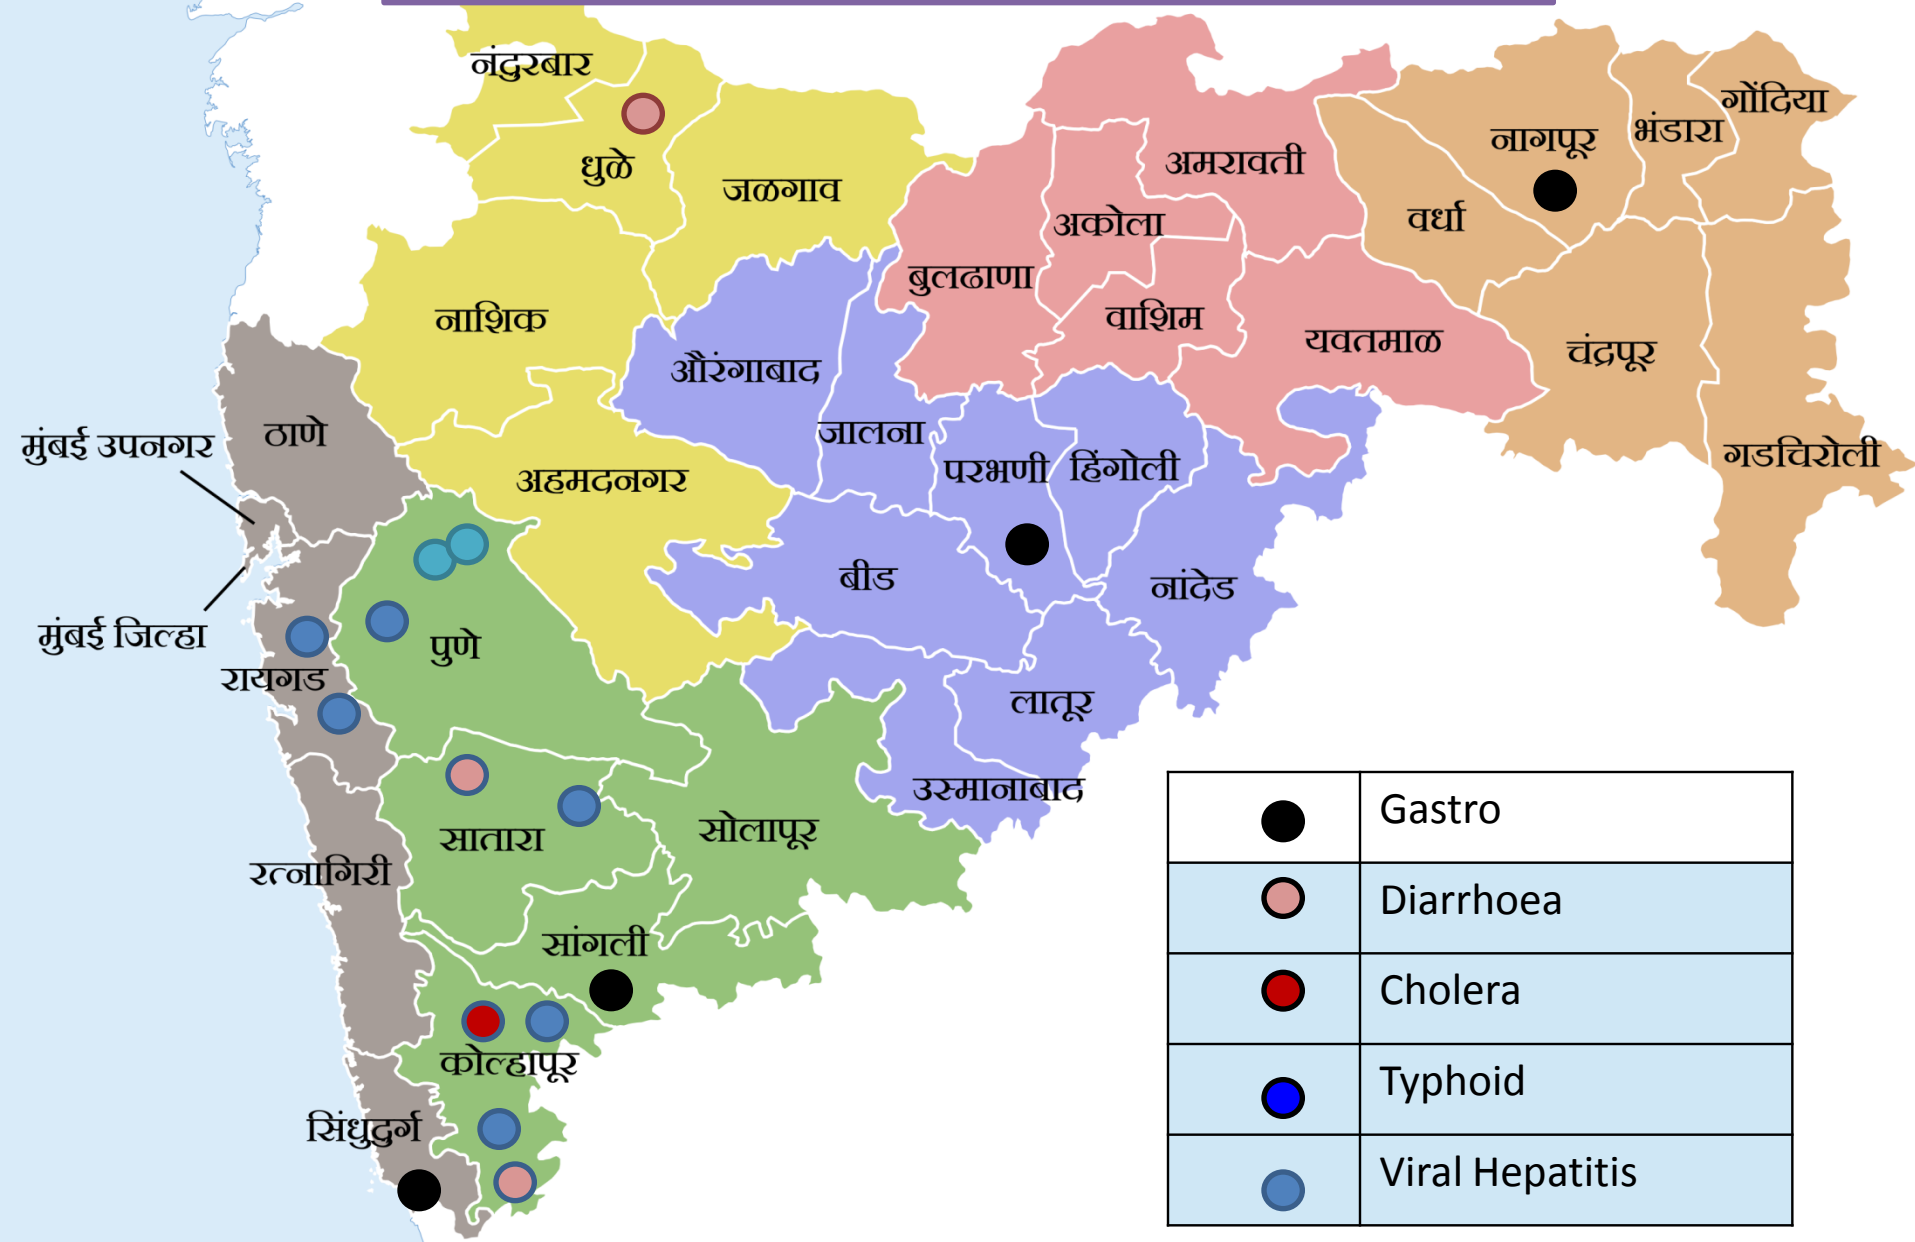 नंदुरबार
धुळे
जळगाव
नाशिक
अहमदनगर
औरंगाबाद
जालना
परभणी
हिंगोली
बीड
नांदेड
लातूर
उस्मानाबाद
बुलढाणा
अकोला
अमरावती
वाशिम
यवतमाळ
वर्धा
नागपूर
भंडारा
गोंदिया
चंद्रपूर
गडचिरोली
ठाणे
मुंबई उपनगर
मुंबई जिल्हा
रायगड
पुणे
सातारा
सोलापूर
रत्नागिरी
सांगली
कोल्हापूर
सिंधुदुर्ग
Gastro
Diarrhoea
Cholera
Typhoid
Viral Hepatitis